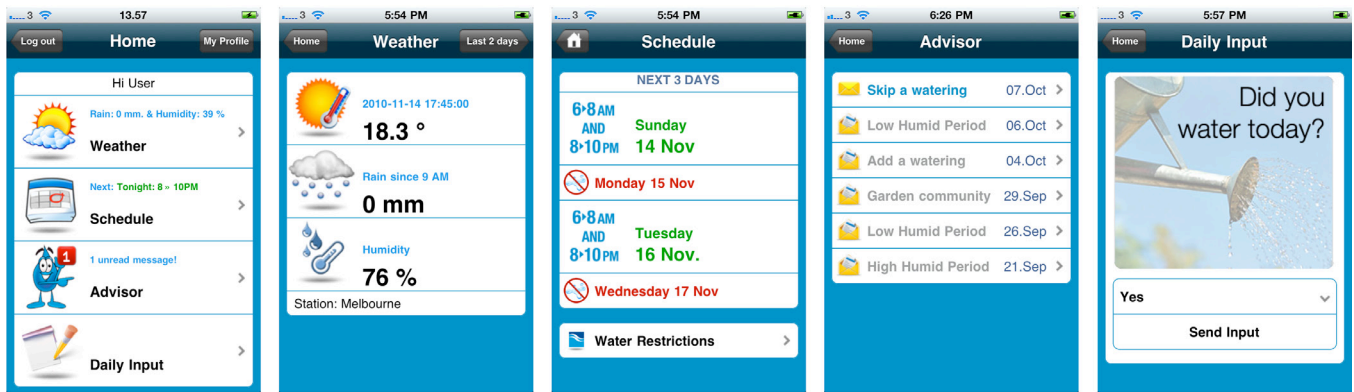 3 13.57
Log out Home My Profile
Hi User
Rain: 0 mm. & Humidity: 39 %
Weather
Next: Tonight: 8 » 10PM
Schedule
1
1 unread message!
Advisor
Daily Input
3 5:54 PM
Home Weather Last 2 days
2010-11-14 17:45:00
18.3 °
Rain since 9 AM
0 mm
Humidity
76 %
Station: Melbourne
3 5:54 PM
Schedule
NEXT 3 DAYS
6▸8 AM
AND
8▸10 PM
Sunday
14 Nov
Monday 15 Nov
6▸8 AM
AND
8▸10 PM
Tuesday
16 Nov.
Wednesday 17 Nov
Water Restrictions
3 6:26 PM
Home Advisor
Skip a watering 07.Oct
Low Humid Period 06.Oct
Add a watering 04.Oct
Garden community 29.Sep
Low Humid Period 26.Sep
High Humid Period 21.Sep
3 5:57 PM
Home Daily Input
Did you
water today?
Yes
Send Input